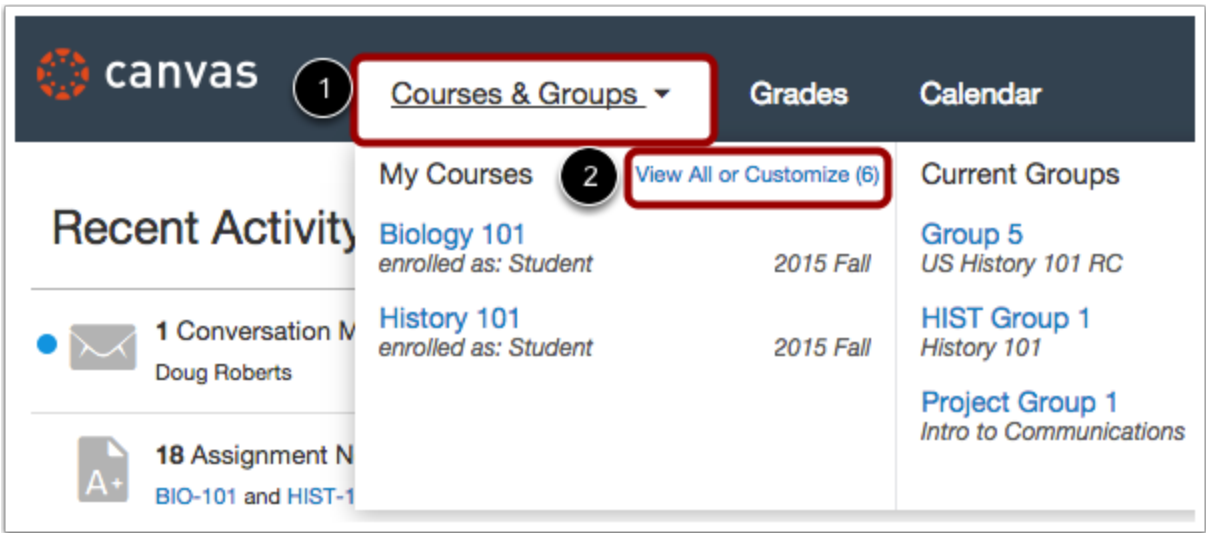 canvas
1
Courses & Groups
Grades
Calendar
My Courses
2
View All or Customize (6)
Current Groups
Recent Activity
Biology 101
enrolled as: Student
2015 Fall
History 101
enrolled as: Student
2015 Fall
Group 5
US History 101 RC
HIST Group 1
History 101
Project Group 1
Intro to Communications
1 Conversation M
Doug Roberts
A+
18 Assignment N
BIO-101 and HIST-1